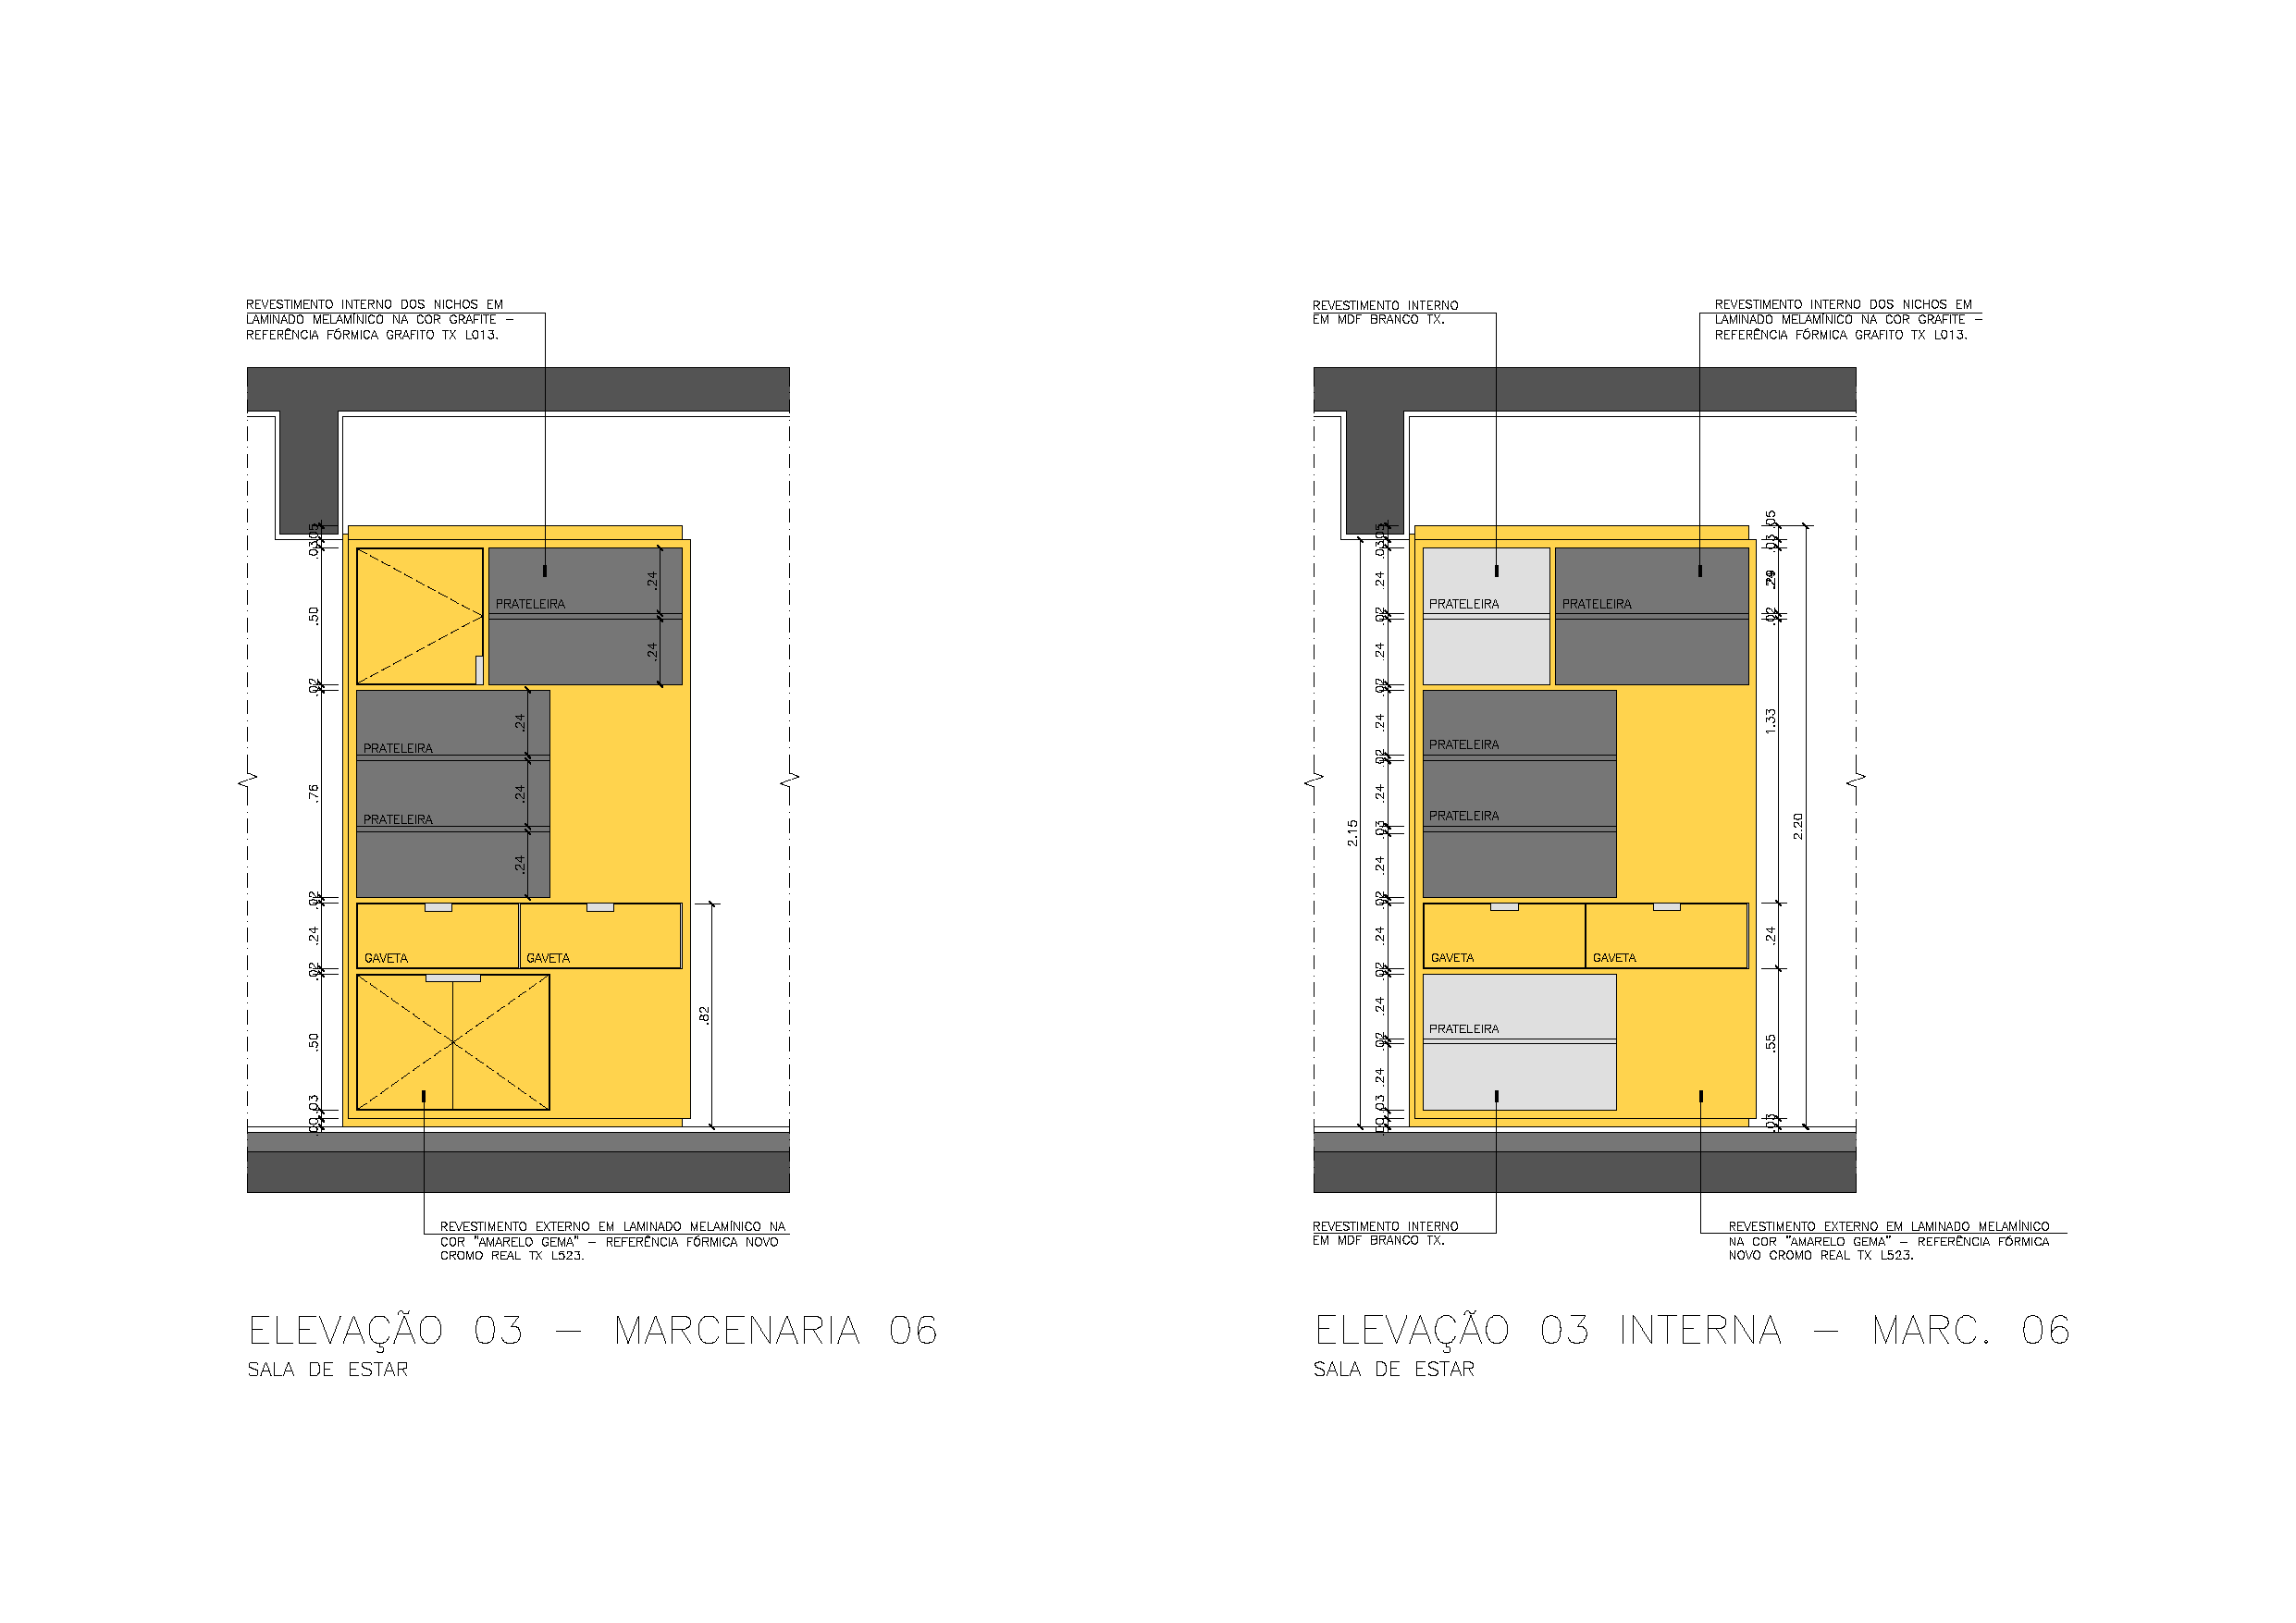 REVESTIMENTO INTERNO DOS NICHOS EM
LAMINADO MELAMÍNICO NA COR GRAFITE –
REFERÊNCIA FÓRMICA GRAFITO TX L013.
.05
.03
.50
.02
.76
.02
.24
.02
.50
.03
PRATELEIRA
.24
.24
PRATELEIRA
PRATELEIRA
.24
.24
.24
GAVETA
GAVETA
.82
REVESTIMENTO EXTERNO EM LAMINADO MELAMÍNICO NA
COR "AMARELO GEMA" – REFERÊNCIA FÓRMICA NOVO
CROMO REAL TX L523.
ELEVAÇÃO 03 – MARCENARIA 06
SALA DE ESTAR
REVESTIMENTO INTERNO
EM MDF BRANCO TX.
REVESTIMENTO INTERNO DOS NICHOS EM
LAMINADO MELAMÍNICO NA COR GRAFITE –
REFERÊNCIA FÓRMICA GRAFITO TX L013.
2.15
.05
.03
.24
.02
.24
.02
.24
.02
.24
.03
.24
.02
.24
.02
.24
.02
.24
.03
PRATELEIRA
PRATELEIRA
PRATELEIRA
PRATELEIRA
GAVETA
GAVETA
PRATELEIRA
.05
.03
.02
1.33
.24
.55
.03
2.20
REVESTIMENTO INTERNO
EM MDF BRANCO TX.
REVESTIMENTO EXTERNO EM LAMINADO MELAMÍNICO
NA COR "AMARELO GEMA" – REFERÊNCIA FÓRMICA
NOVO CROMO REAL TX L523.
ELEVAÇÃO 03 INTERNA – MARC. 06
SALA DE ESTAR